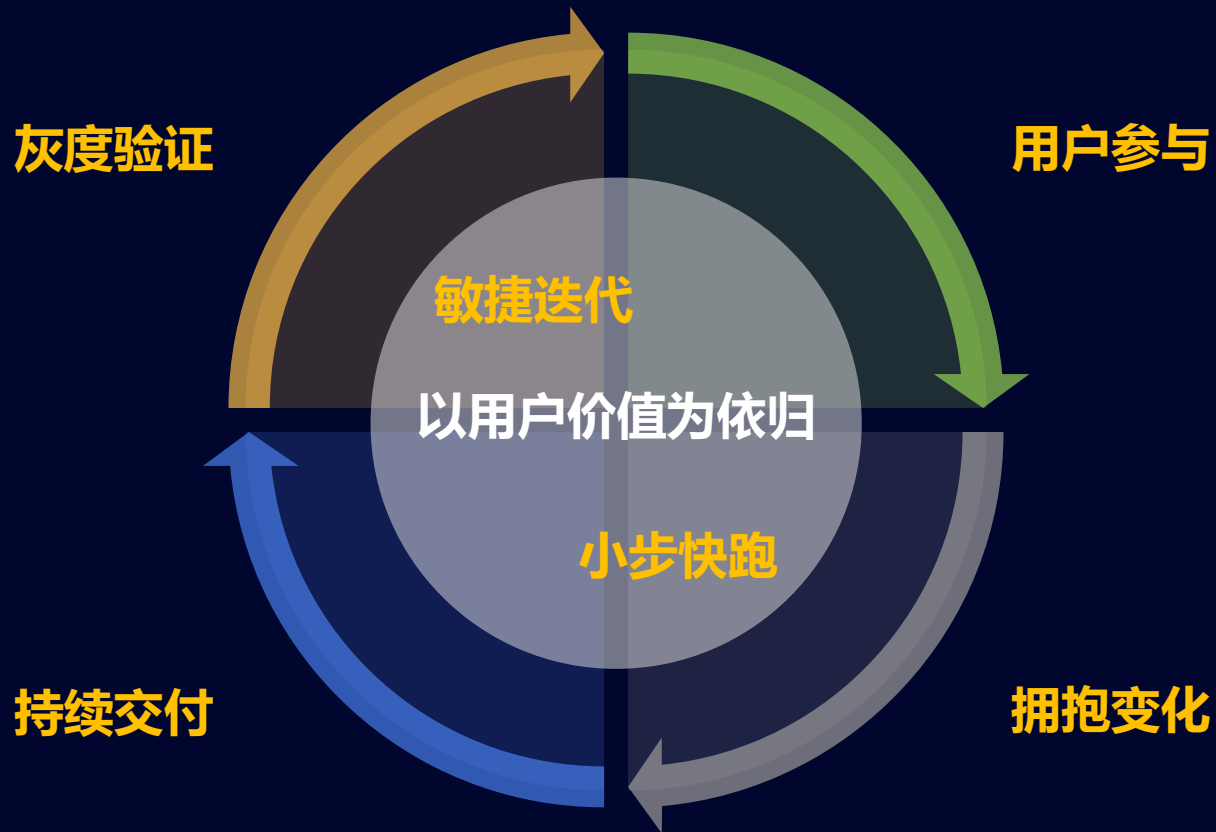 灰度验证
用户参与
敏捷迭代
以用户价值为依归
小步快跑
持续交付
拥抱变化